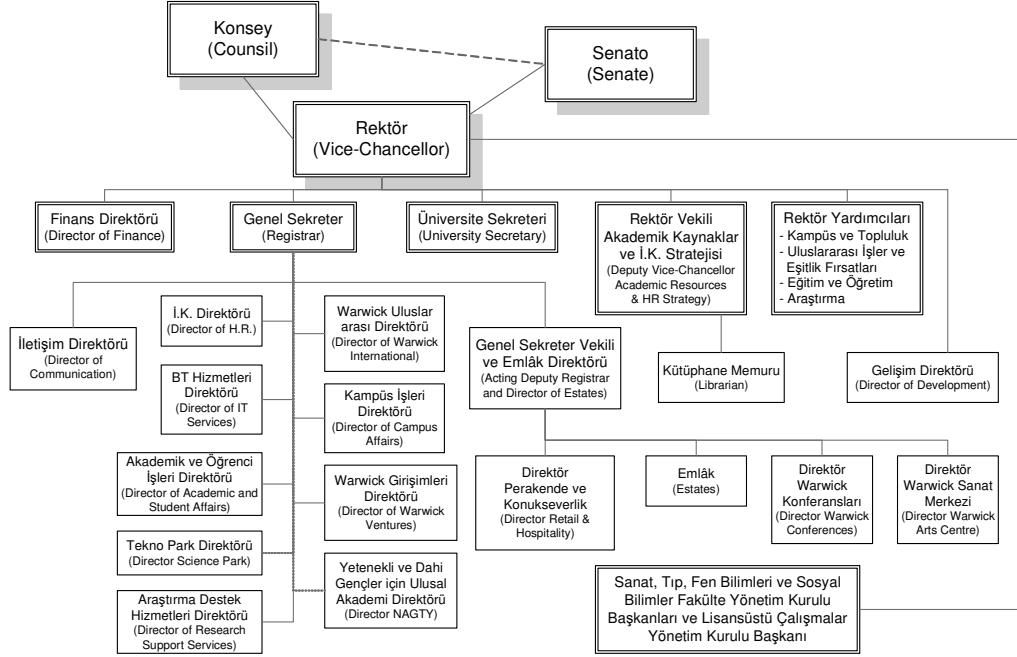 Konsey
(Counsil)
Senato
(Senate)
Rektör
(Vice-Chancellor)
Finans Direktörü
(Director of Finance)
Genel Sekreter
(Registrar)
Üniversite Sekreteri
(University Secretary)
Rektör Vekili
Akademik Kaynaklar
ve İ.K. Stratejisi
(Deputy Vice-Chancellor
Academic Resources
& HR Strategy)
Rektör Yardımcıları
- Kampüs ve Topluluk
- Uluslararası İşler ve
Eşitlik Fırsatları
- Eğitim ve Öğretim
- Araştırma
İletişim Direktörü
(Director of
Communication)
İ.K. Direktörü
(Director of H.R.)
Warwick Uluslar
arası Direktörü
(Director of Warwick
International)
Genel Sekreter Vekili
ve Emlâk Direktörü
(Acting Deputy Registrar
and Director of Estates)
Kütüphane Memuru
(Librarian)
Gelişim Direktörü
(Director of Development)
BT Hizmetleri
Direktörü
(Director of IT
Services)
Kampüs İşleri
Direktörü
(Director of Campus
Affairs)
Akademik ve Öğrenci
İşleri Direktörü
(Director of Academic and
Student Affairs)
Warwick Girişimleri
Direktörü
(Director of Warwick
Ventures)
Direktör
Perakende ve
Konukseverlik
(Director Retail &
Hospitality)
Emlâk
(Estates)
Direktör
Warwick
Konferansları
(Director Warwick
Conferences)
Direktör
Warwick Sanat
Merkezi
(Director Warwick
Arts Centre)
Tekno Park Direktörü
(Director Science Park)
Yetenekli ve Dahi
Gençler için Ulusal
Akademi Direktörü
(Director NAGTY)
Araştırma Destek
Hizmetleri Direktörü
(Director of Research
Support Services)
Sanat, Tıp, Fen Bilimleri ve Sosyal
Bilimler Fakülte Yönetim Kurulu
Başkanları ve Lisansüstü Çalışmalar
Yönetim Kurulu Başkanı